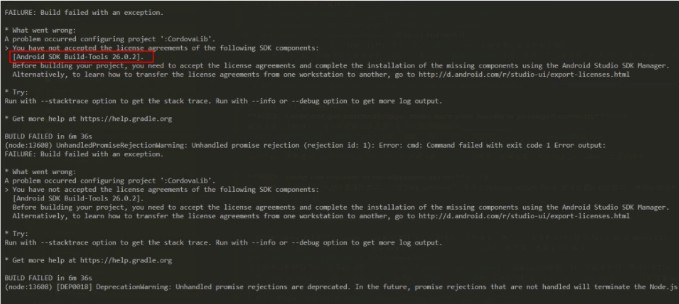 FAILURE: Build failed with an exception.
* What went wrong:
A problem occurred configuring project ':CordovaLib'.
> You have not accepted the license agreements of the following SDK components:
[Android SDK Build-Tools 26.0.2].
Before building your project, you need to accept the license agreements and complete the installation of the missing components using the Android Studio SDK Manager.
Alternatively, to learn how to transfer the license agreements from one workstation to another, go to http://d.android.com/r/studio-ui/export-licenses.html
* Try:
Run with --stacktrace option to get the stack trace. Run with --info or --debug option to get more log output.
* Get more help at https://help.gradle.org
BUILD FAILED in 6m 36s
(node:13608) UnhandledPromiseRejectionWarning: Unhandled promise rejection (rejection id: 1): Error: cmd: Command failed with exit code 1 Error output:
FAILURE: Build failed with an exception.
* What went wrong:
A problem occurred configuring project ':CordovaLib'.
> You have not accepted the license agreements of the following SDK components:
[Android SDK Build-Tools 26.0.2].
Before building your project, you need to accept the license agreements and complete the installation of the missing components using the Android Studio SDK Manager.
Alternatively, to learn how to transfer the license agreements from one workstation to another, go to http://d.android.com/r/studio-ui/export-licenses.html
* Try:
Run with --stacktrace option to get the stack trace. Run with --info or --debug option to get more log output.
* Get more help at https://help.gradle.org
BUILD FAILED in 6m 36s
(node:13608) [DEP0018] DeprecationWarning: Unhandled promise rejections are deprecated. In the future, promise rejections that are not handled will terminate the Node.js